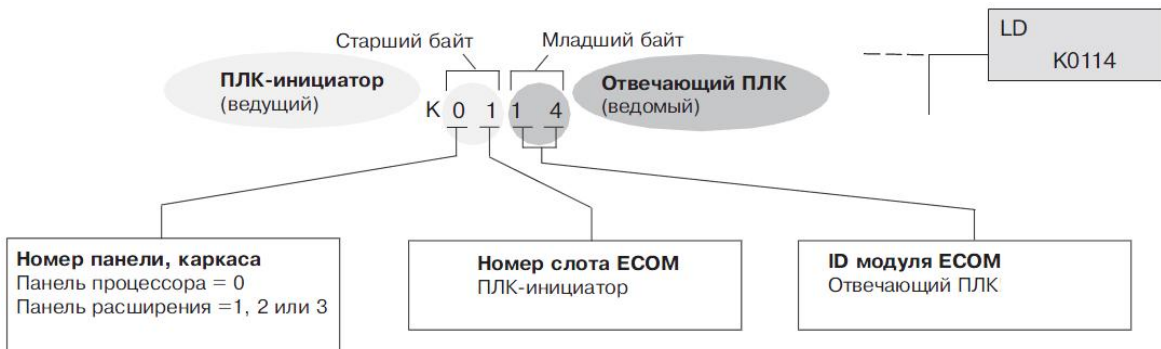 Старший байт
Младший байт
ПЛК-инициатор
(ведущий)
К 0 1 1 4
Отвечающий ПЛК
(ведомый)
LD
K0114
Номер панели, каркаса
Панель процессора = 0
Панель расширения =1, 2 или 3
Номер слота ECOM
ПЛК-инициатор
ID модуля ECOM
Отвечающий ПЛК